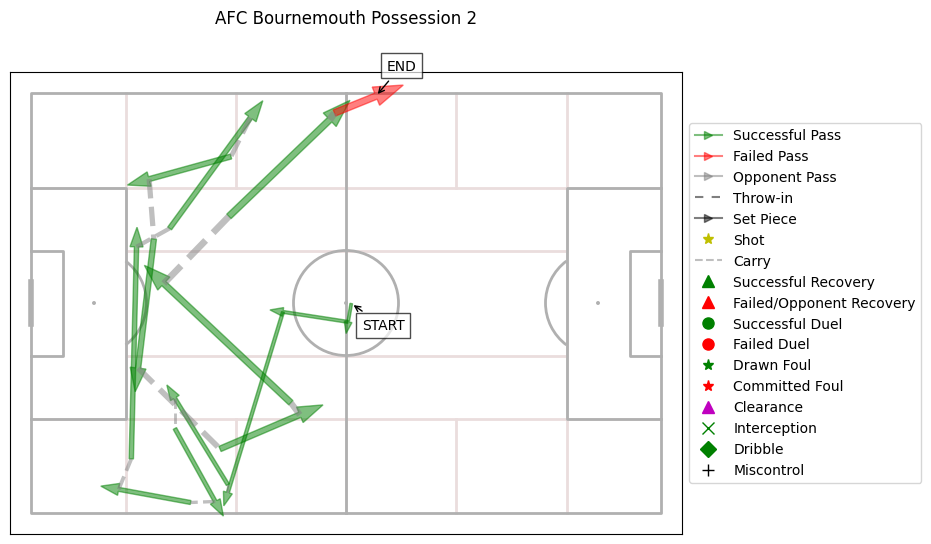 AFC Bournemouth Possession 2
END
START
Successful Pass
Failed Pass
Opponent Pass
Throw-in
Set Piece
Shot
Carry
Successful Recovery
Failed/Opponent Recovery
Successful Duel
Failed Duel
Drawn Foul
Committed Foul
Clearance
Interception
Dribble
Miscontrol